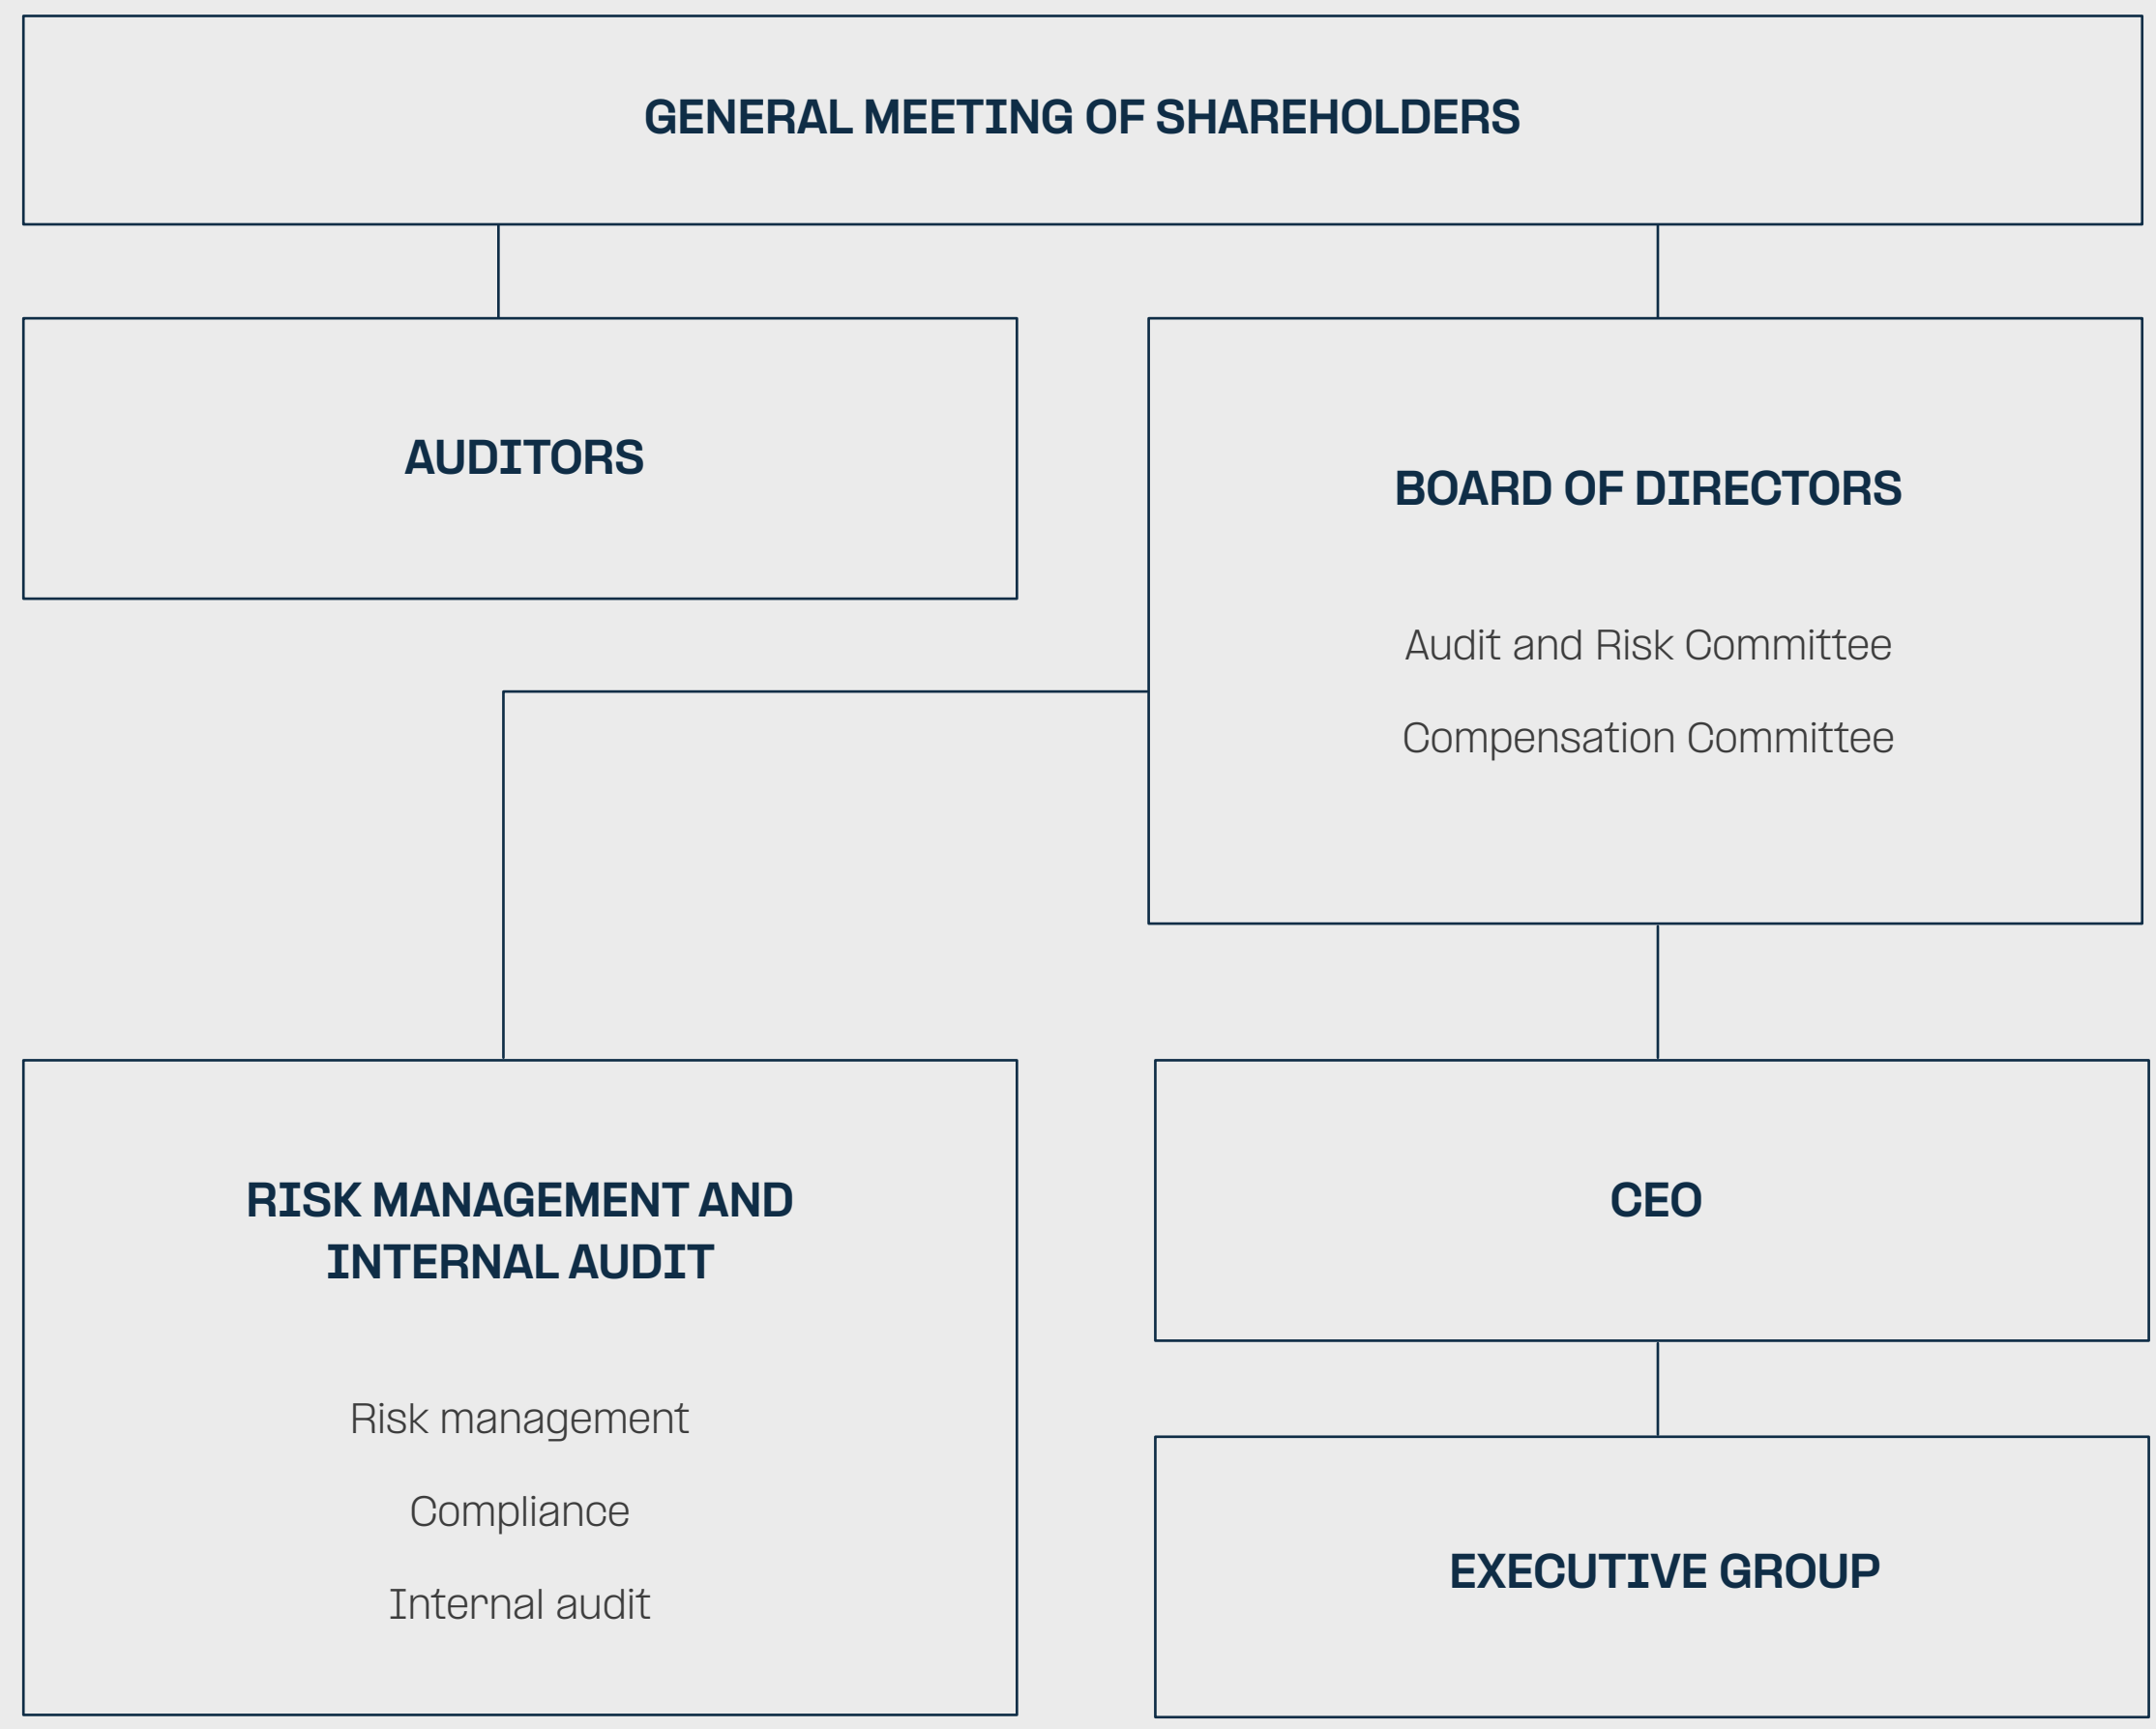 GENERAL MEETING OF SHAREHOLDERS
AUDITORS
BOARD OF DIRECTORS
Audit and Risk Committee
Compensation Committee
RISK MANAGEMENT AND
INTERNAL AUDIT
Risk management
Compliance
Internal audit
CEO
EXECUTIVE GROUP